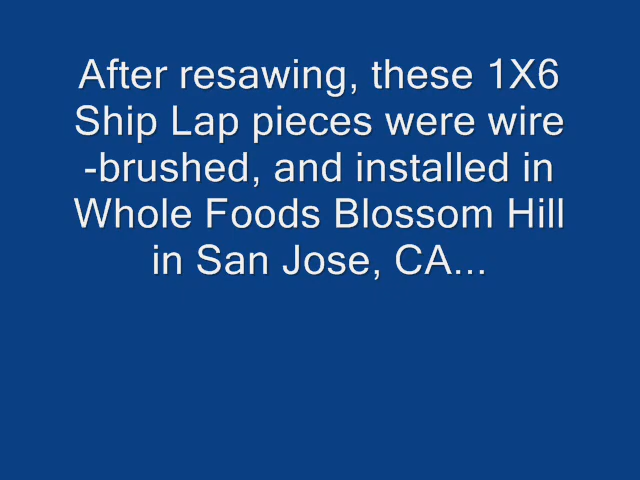 After resawing, these 1X6
Ship Lap pieces were wire
-brushed, and installed in
Whole Foods Blossom Hill
in San Jose, CA...